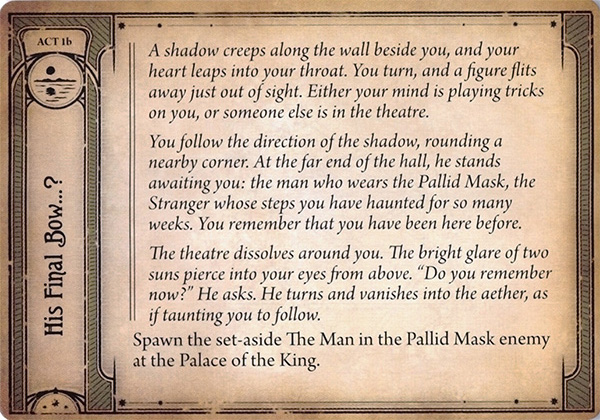 ACT 1b
His Final Bow...?
A shadow creeps along the wall beside you, and your
heart leaps into your throat. You turn, and a figure flits
away just out of sight. Either your mind is playing tricks
on you, or someone else is in the theatre.
You follow the direction of the shadow, rounding a
nearby corner. At the far end of the hall, he stands
awaiting you: the man who wears the Pallid Mask, the
Stranger whose steps you have haunted for so many
weeks. You remember that you have been here before.
The theatre dissolves around you. The bright glare of two
suns pierce into your eyes from above. “Do you remember
now?” He asks. He turns and vanishes into the aether, as
if taunting you to follow.
Spawn the set-aside The Man in the Pallid Mask enemy
at the Palace of the King.